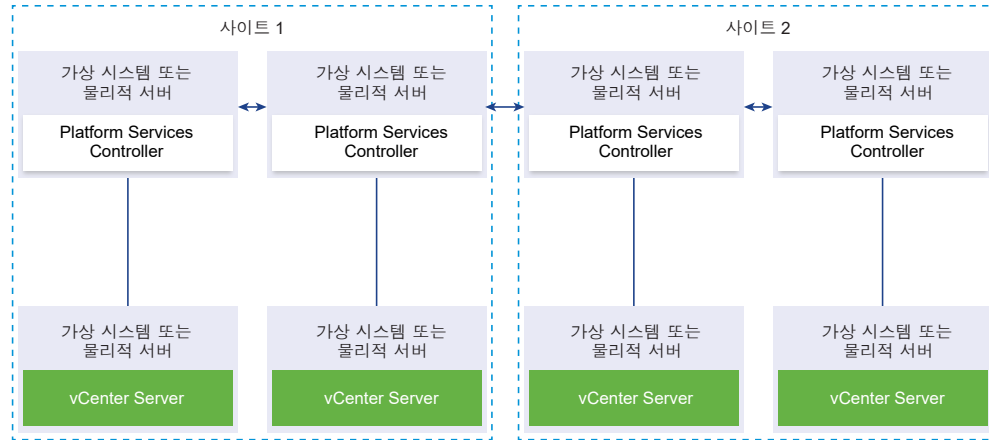 사이트 1
사이트 2
가상 시스템 또는
물리적 서버
Platform Services
Controller
가상 시스템 또는
물리적 서버
Platform Services
Controller
가상 시스템 또는
물리적 서버
Platform Services
Controller
가상 시스템 또는
물리적 서버
Platform Services
Controller
가상 시스템 또는
물리적 서버
vCenter Server
가상 시스템 또는
물리적 서버
vCenter Server
가상 시스템 또는
물리적 서버
vCenter Server
가상 시스템 또는
물리적 서버
vCenter Server